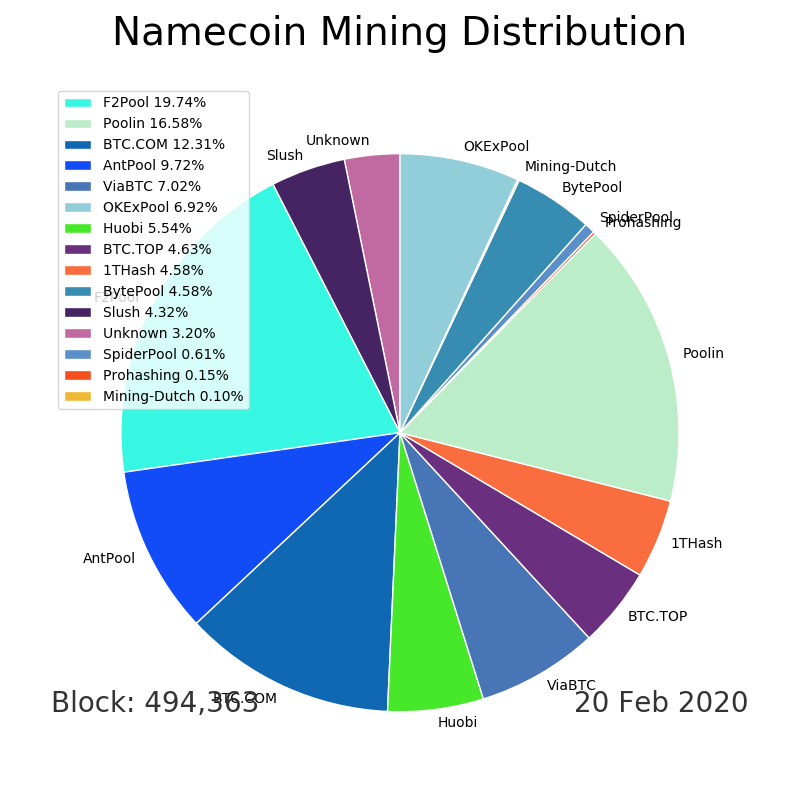 Namecoin Mining Distribution
F2Pool 19.74%
Poolin 16.58%
BTC.COM 12.31%
AntPool 9.72%
ViaBTC 7.02%
OKExPool 6.92%
Huobi 5.54%
BTC.TOP 4.63%
1THash 4.58%
BytePool 4.58%
Slush 4.32%
Unknown 3.20%
SpiderPool 0.61%
Prohashing 0.15%
Mining-Dutch 0.10%
Unknown
Slush
OKExPool
Mining-Dutch
BytePool
SpiderPool
Prohashing
F2Pool
Poolin
1THash
AntPool
BTC.TOP
ViaBTC
BTC.COM
Huobi
Block: 494,363
20 Feb 2020